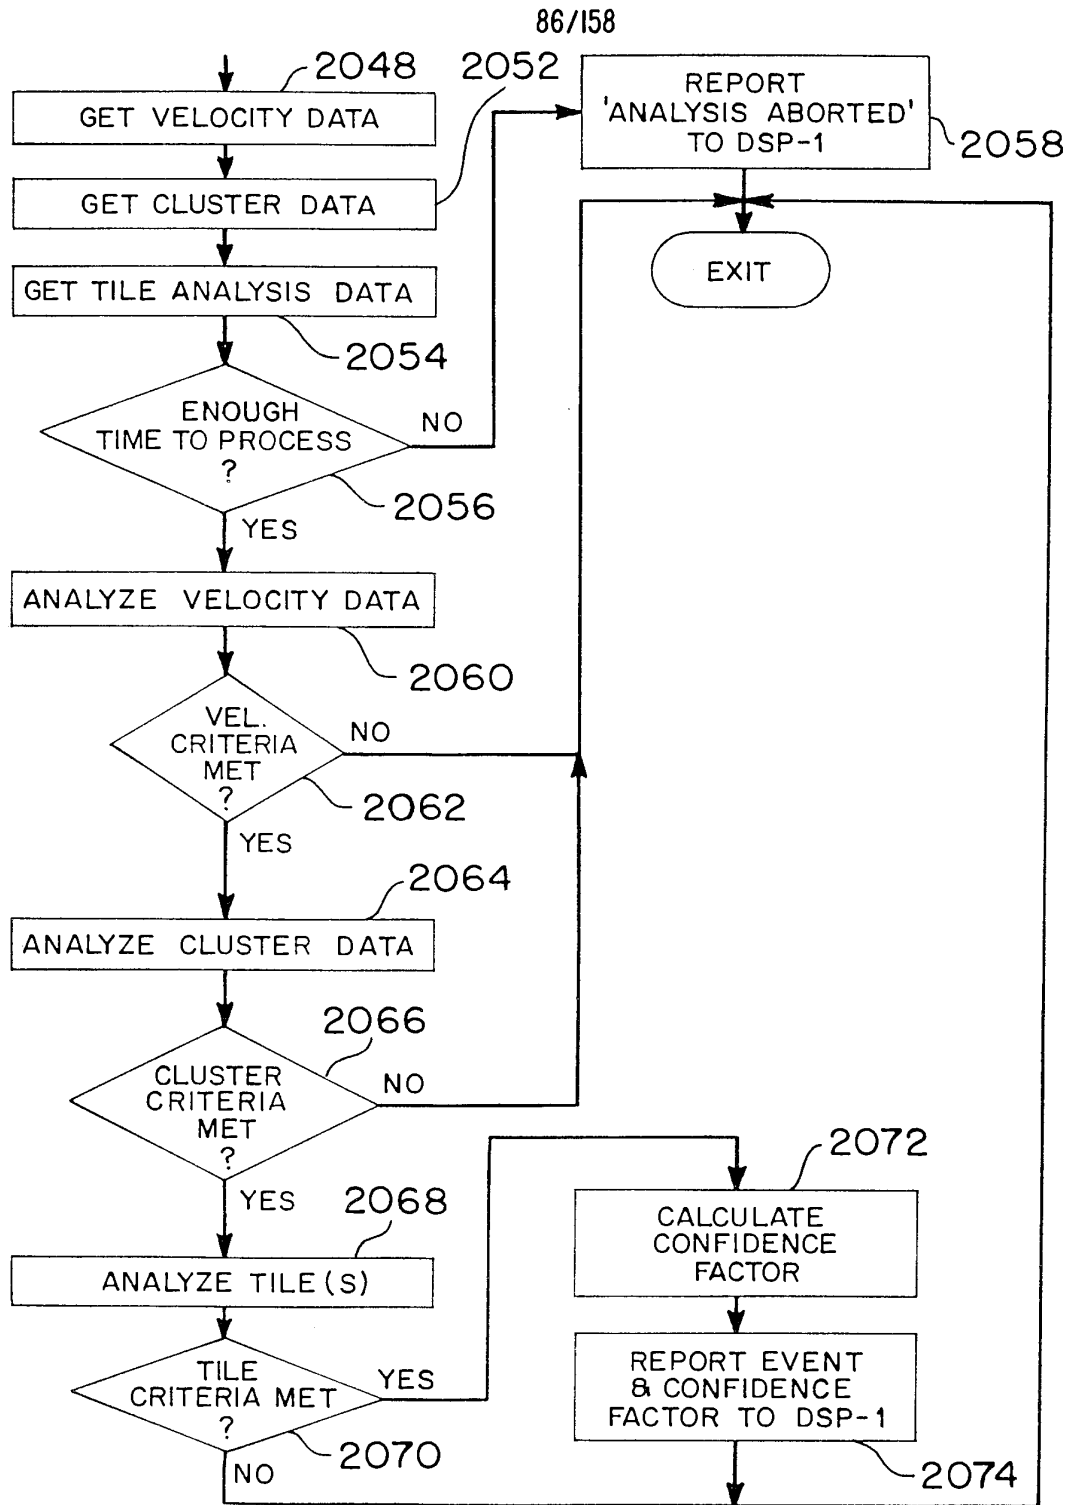 86/158
2048
2052
GET VELOCITY DATA
REPORT
'ANALYSIS ABORTED'
TO DSP-1
2058
GET CLUSTER DATA
GET TILE ANALYSIS DATA
2054
EXIT
ENOUGH
TIME TO PROCESS
?
NO
2056
YES
ANALYZE VELOCITY DATA
2060
VEL.
CRITERIA
MET
?
NO
2062
YES
2064
ANALYZE CLUSTER DATA
2066
CLUSTER
CRITERIA
MET
?
NO
YES
2068
ANALYZE TILE(S)
2072
CALCULATE
CONFIDENCE
FACTOR
TILE
CRITERIA MET
?
YES
2070
NO
REPORT EVENT
& CONFIDENCE
FACTOR TO DSP-1
2074